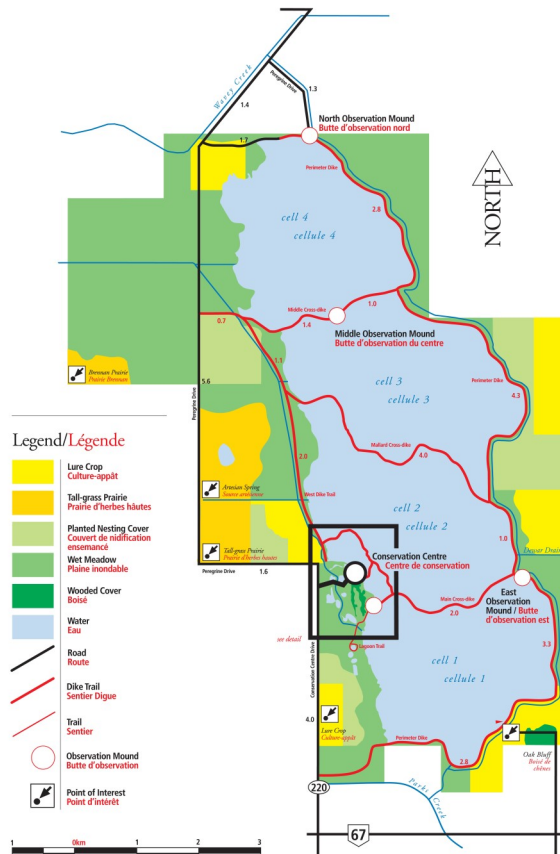 Wavey Creek
Peregrine Drive
1.3
1.4
North Observation Mound
Butte d'observation nord
1.7
Perimeter Dike
NORTH
2.8
cell 4
cellule 4
1.0
Middle Cross-dike
0.7
1.4
Middle Observation Mound
Butte d'observation du centre
1.1
Brennan Prairie
Prairie Brennan
5.6
Peregrine Drive
cell 3
cellule 3
Perimeter Dike
4.3
Mallard Cross-dike
4.0
2.0
Artesian Spring
Source artésienne
West Dike Trail
cell 2
cellule 2
1.0
Tall-grass Prairie
Prairie d'herbes hautes
Peregrine Drive
1.6
Conservation Centre
Centre de conservation
Dewar Drain
Main Cross-dike
2.0
East
Observation
Mound / Butte
d'observation est
see detail
Lagoon Trail
cell 1
cellule 1
3.3
Conservation Centre Drive
4.0
Lure Crop
Culture-appât
Perimeter Dike
2.8
Oak Bluff
Boisé de
chênes
220
Parks Creek
67
Legend/Légende
Lure Crop
Culture-appât
Tall-grass Prairie
Prairie d'herbes hâutes
Planted Nesting Cover
Couvert de nidification
ensemancé
Wet Meadow
Plaine inondable
Wooded Cover
Boisé
Water
Eau
Road
Route
Dike Trail
Sentier Digue
Trail
Sentier
Observation Mound
Butte d'observation
Point of Interest
Point d'intérêt
1 0km 1 2 3